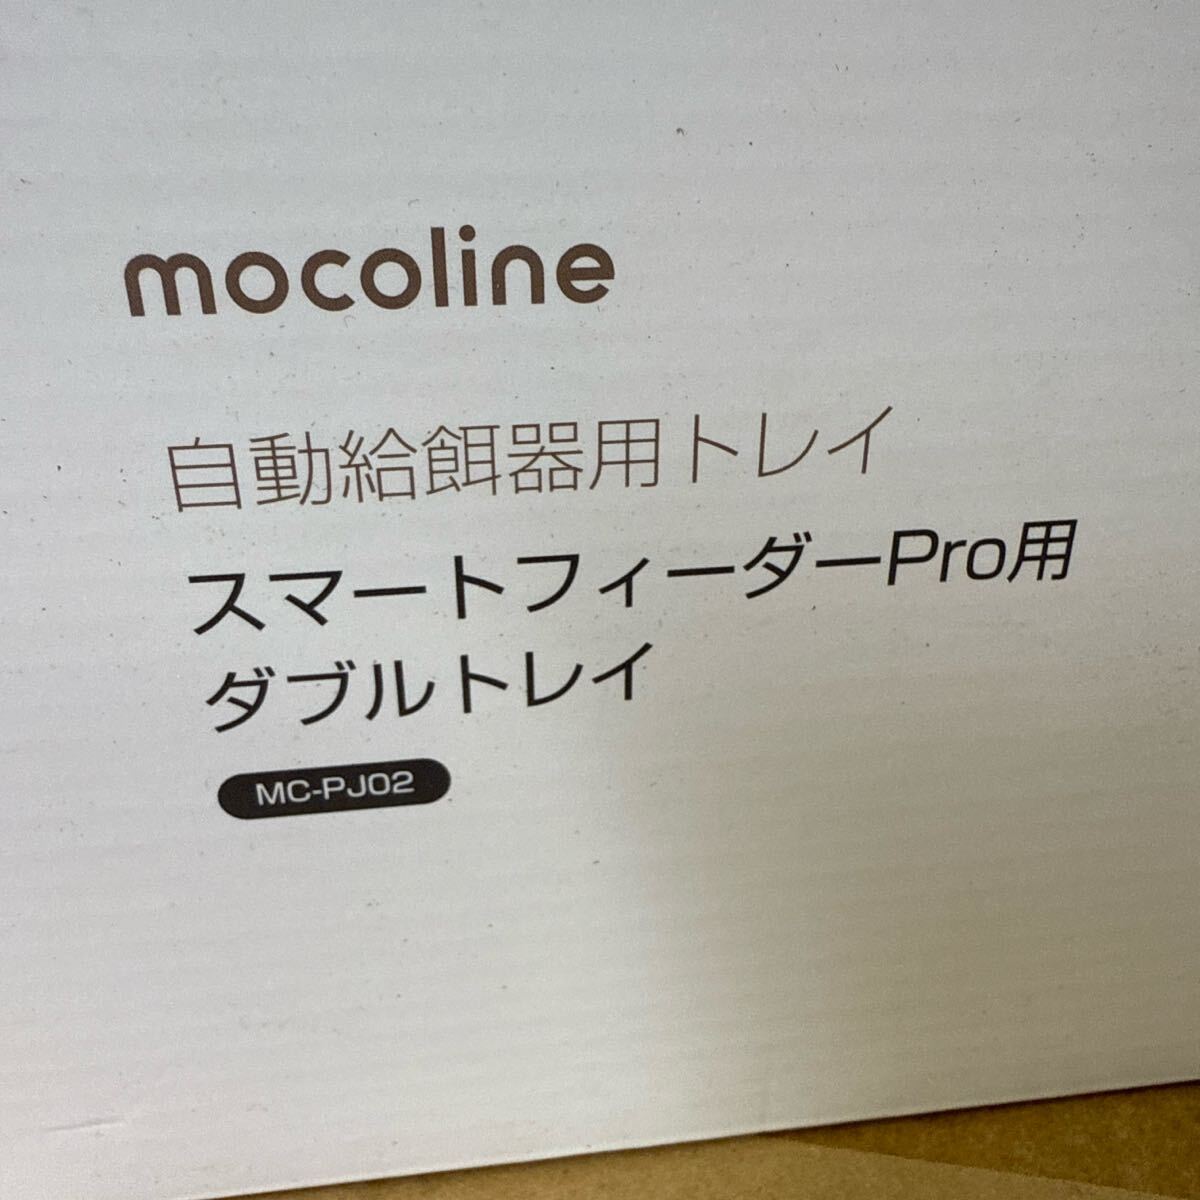 mocoline
自動給餌器用トレイ
スマートフィーダーPro用
ダブルトレイ
MC-PJ02